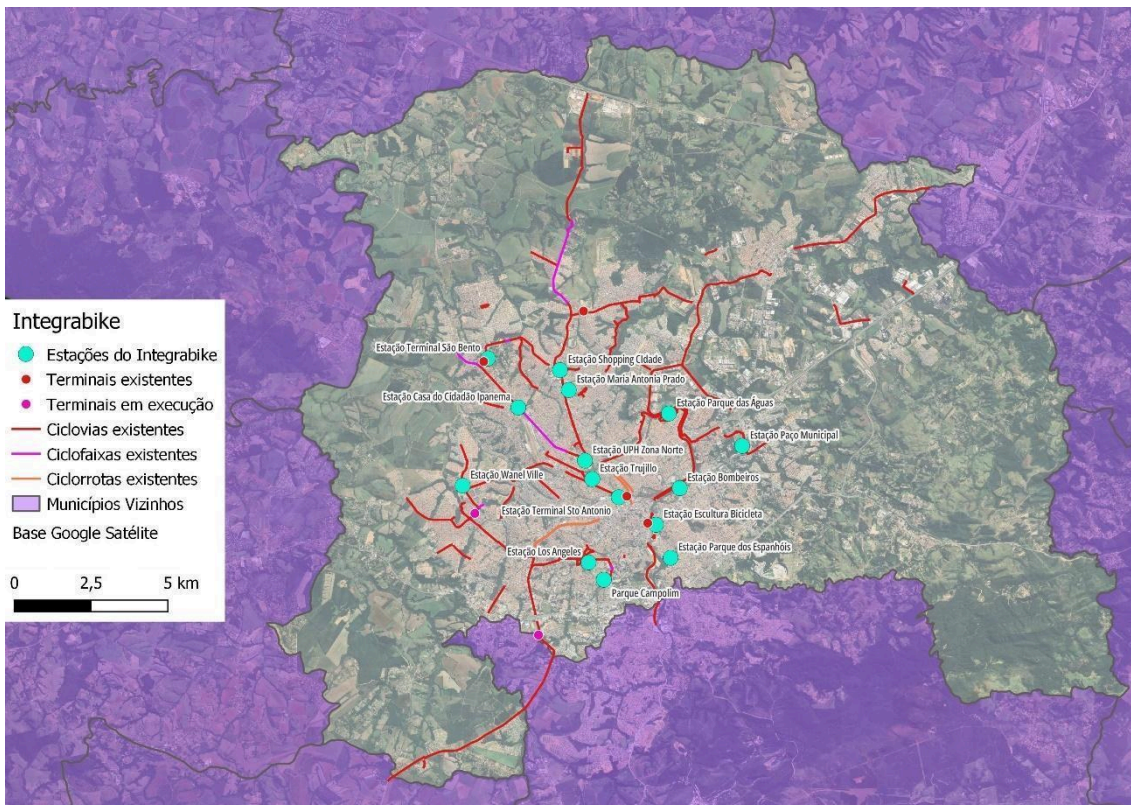 Integrabike
Estações do Integrabike
Terminais existentes
Terminais em execução
Ciclovias existentes
Ciclofaixas existentes
Ciclorrotas existentes
Municípios Vizinhos
Base Google Satélite
0 2,5 5 km
Estação Terminal São Bento
Estação Shopping Cidade
Estação Maria Antonia Prado
Estação Casa do Cidadão Ipanema
Estação Parque das Águas
Estação Paço Municipal
Estação UPH Zona Norte
Estação Trujillo
Estação Wanel Ville
Estação Bombeiros
Estação Terminal Sto Antonio
Estação Escultura Bicicleta
Estação Los Angeles
Estação Parque dos Espanhóis
Parque Campolim